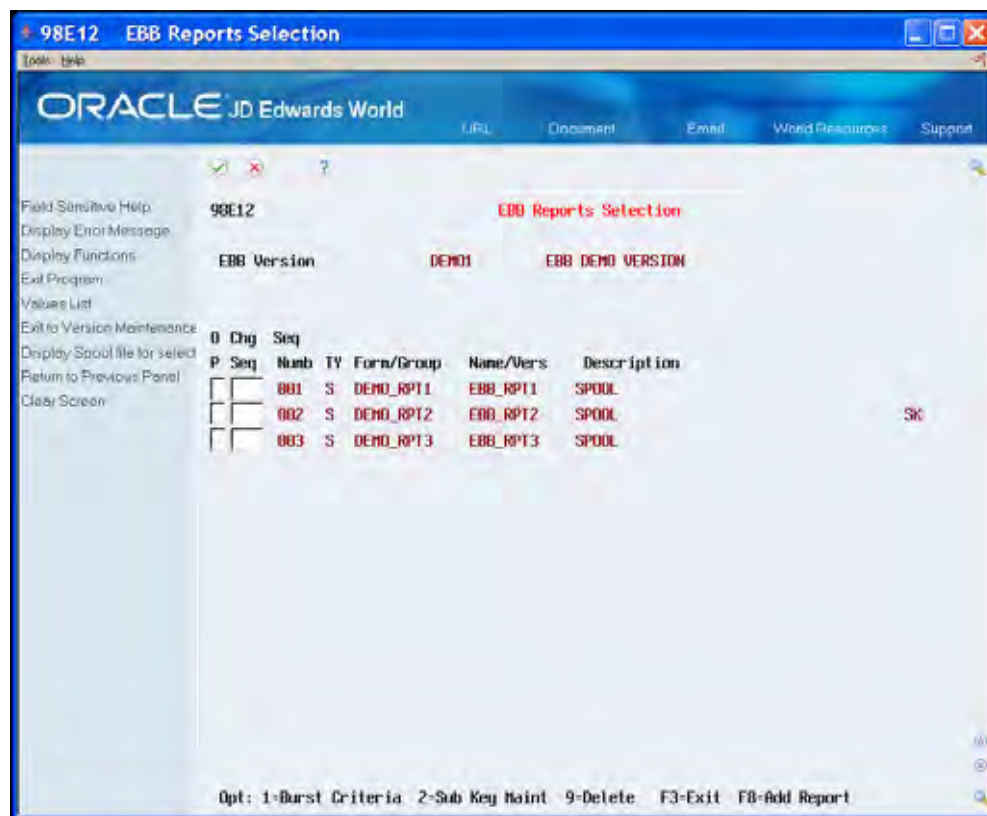 98E12 EBB Reports Selection
Tools Help
ORACLE JD Edwards World
URL Document Email World Resources Support
?
Field Sensitive Help
Display Error Message
Display Functions
Exit Program
Values List
Exit to Version Maintenance
Display Spool file for select
Return to Previous Panel
Clear Screen
98E12 EBB Reports Selection
EBB Version DEMO1 EBB DEMO VERSION
O Chg Seq
P Seq Numb TY Form/Group Name/Vers Description
001 S DEMO_RPT1 EBB_RPT1 SPOOL
002 S DEMO_RPT2 EBB_RPT2 SPOOL SK
003 S DEMO_RPT3 EBB_RPT3 SPOOL
Opt: 1=Burst Criteria 2=Sub Key Maint 9=Delete F3=Exit F8=Add Report